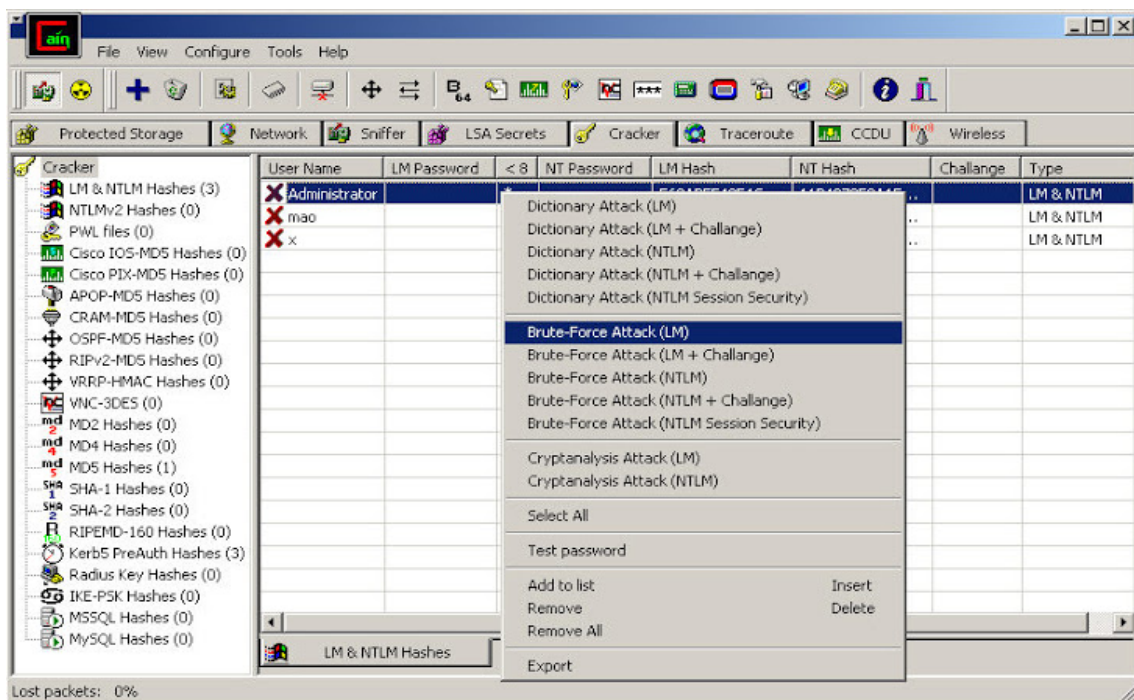 Cain
File View Configure Tools Help
B64
Protected Storage Network Sniffer LSA Secrets Cracker Traceroute CCDU Wireless
Cracker
LM & NTLM Hashes (3)
NTLMv2 Hashes (0)
PWL files (0)
Cisco IOS-MD5 Hashes (0)
Cisco PIX-MD5 Hashes (0)
APOP-MD5 Hashes (0)
CRAM-MD5 Hashes (0)
OSPF-MD5 Hashes (0)
RIPv2-MD5 Hashes (0)
VRRP-HMAC Hashes (0)
VNC-3DES (0)
MD2 Hashes (0)
MD4 Hashes (0)
MD5 Hashes (1)
SHA-1 Hashes (0)
SHA-2 Hashes (0)
RIPEMD-160 Hashes (0)
Kerb5 PreAuth Hashes (3)
Radius Key Hashes (0)
IKE-PSK Hashes (0)
MSSQL Hashes (0)
MySQL Hashes (0)
User Name LM Password < 8 NT Password LM Hash NT Hash Challange Type
Administrator * LM & NTLM
mao LM & NTLM
x LM & NTLM
Dictionary Attack (LM)
Dictionary Attack (LM + Challange)
Dictionary Attack (NTLM)
Dictionary Attack (NTLM + Challange)
Dictionary Attack (NTLM Session Security)
Brute-Force Attack (LM)
Brute-Force Attack (LM + Challange)
Brute-Force Attack (NTLM)
Brute-Force Attack (NTLM + Challange)
Brute-Force Attack (NTLM Session Security)
Cryptanalysis Attack (LM)
Cryptanalysis Attack (NTLM)
Select All
Test password
Add to list Insert
Remove Delete
Remove All
Export
LM & NTLM Hashes
Lost packets: 0%